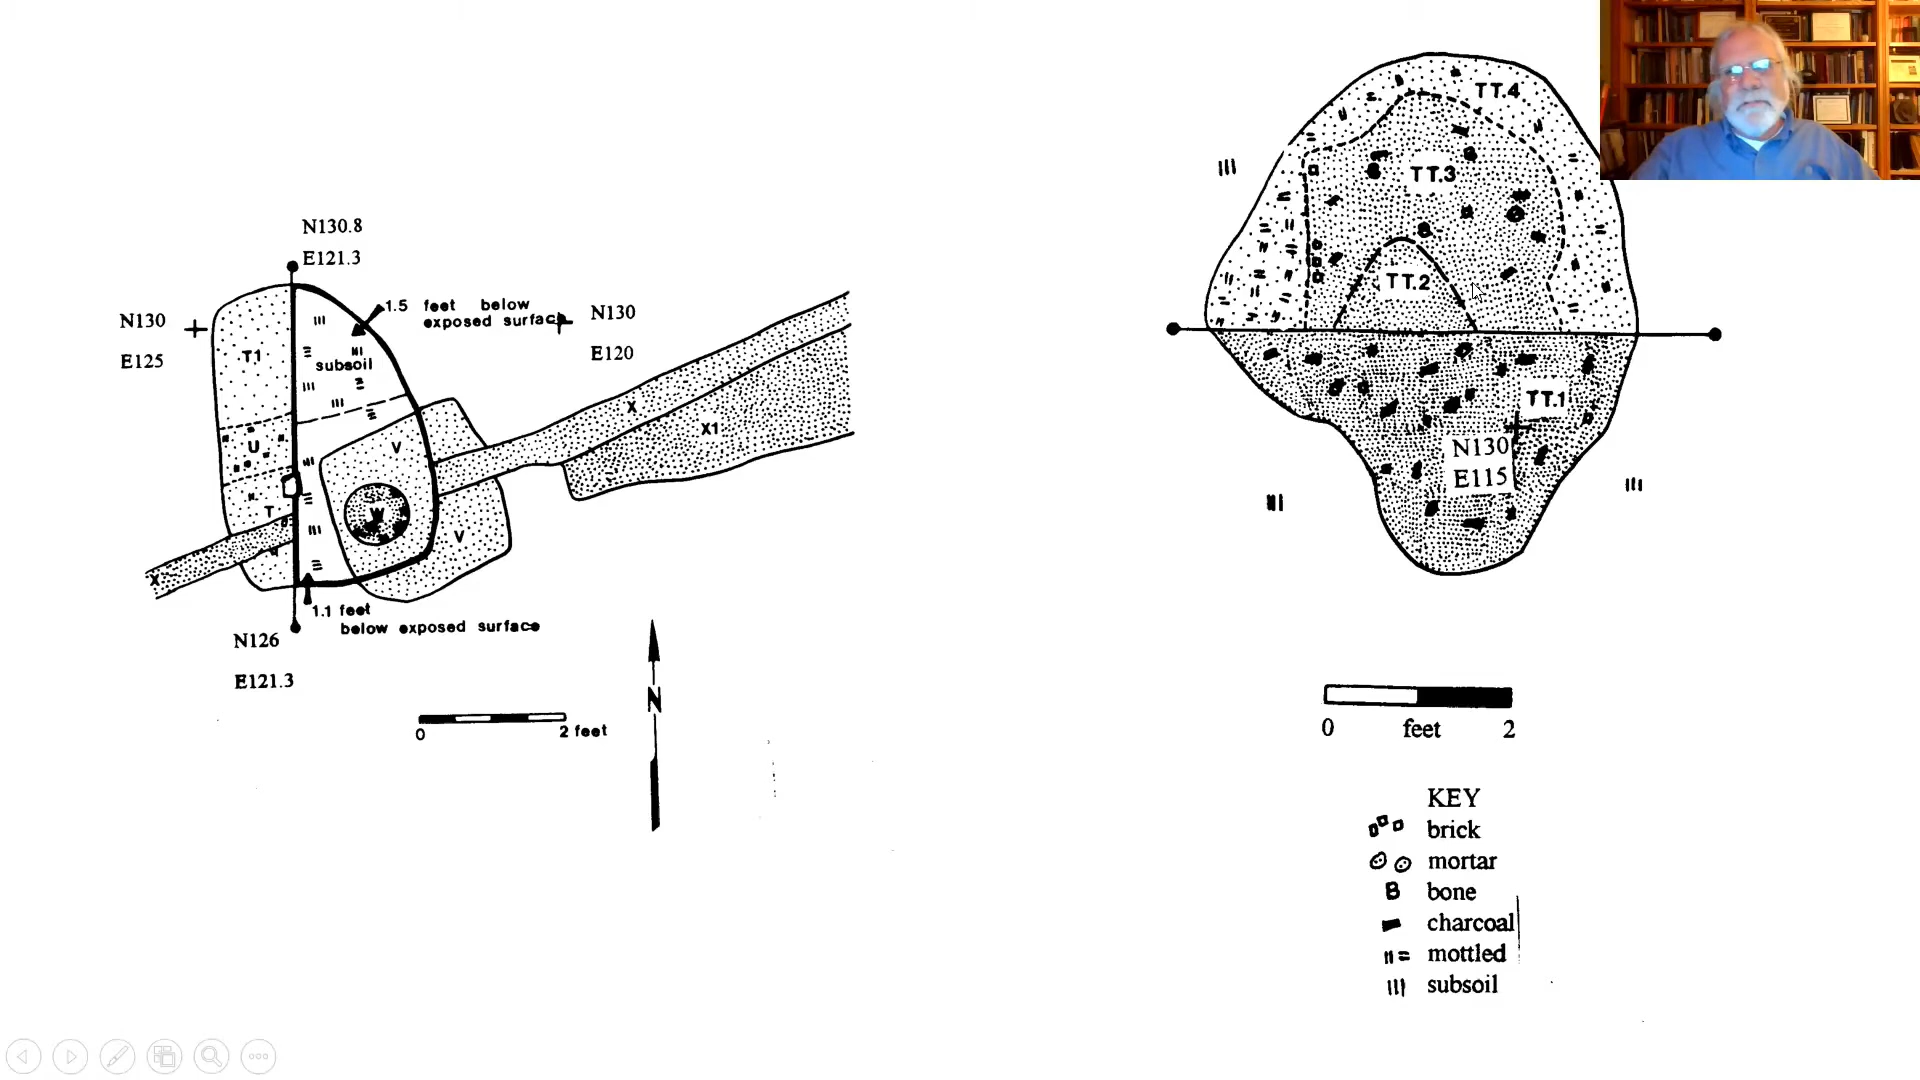 N130.8
E121.3
N130
E125
1.5 feet below
exposed surface
N130
E120
T1
subsoil
U
V
X
X1
T
W
V
X
1.1 feet
below exposed surface
N126
E121.3
0
2 feet
N
TT.4
TT.3
TT.2
TT.1
N130
E115
0 feet 2
KEY
brick
mortar
B bone
charcoal
mottled
subsoil